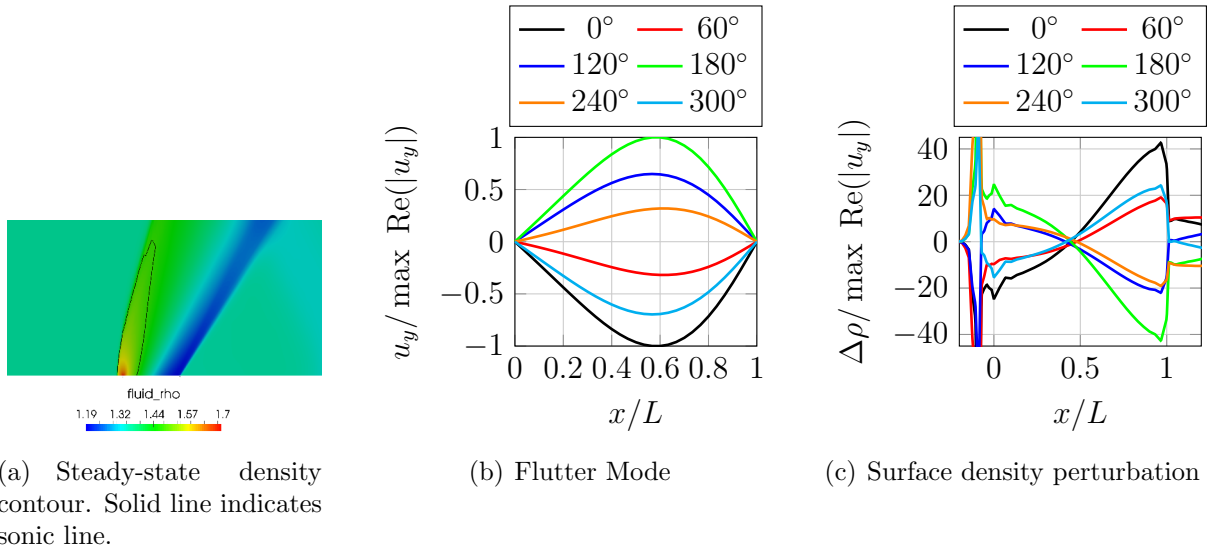 0° 60°
120° 180°
240° 300°
0° 60°
120° 180°
240° 300°
fluid_rho
1.19 1.32 1.44 1.57 1.7
u_y/ max Re(|u_y|)
1
0.5
0
−0.5
−1
0 0.2 0.4 0.6 0.8 1
x/L
Δρ/ max Re(|u_y|)
40
20
0
−20
−40
0 0.5 1
x/L
(a) Steady-state density
contour. Solid line indicates
sonic line.
(b) Flutter Mode
(c) Surface density perturbation